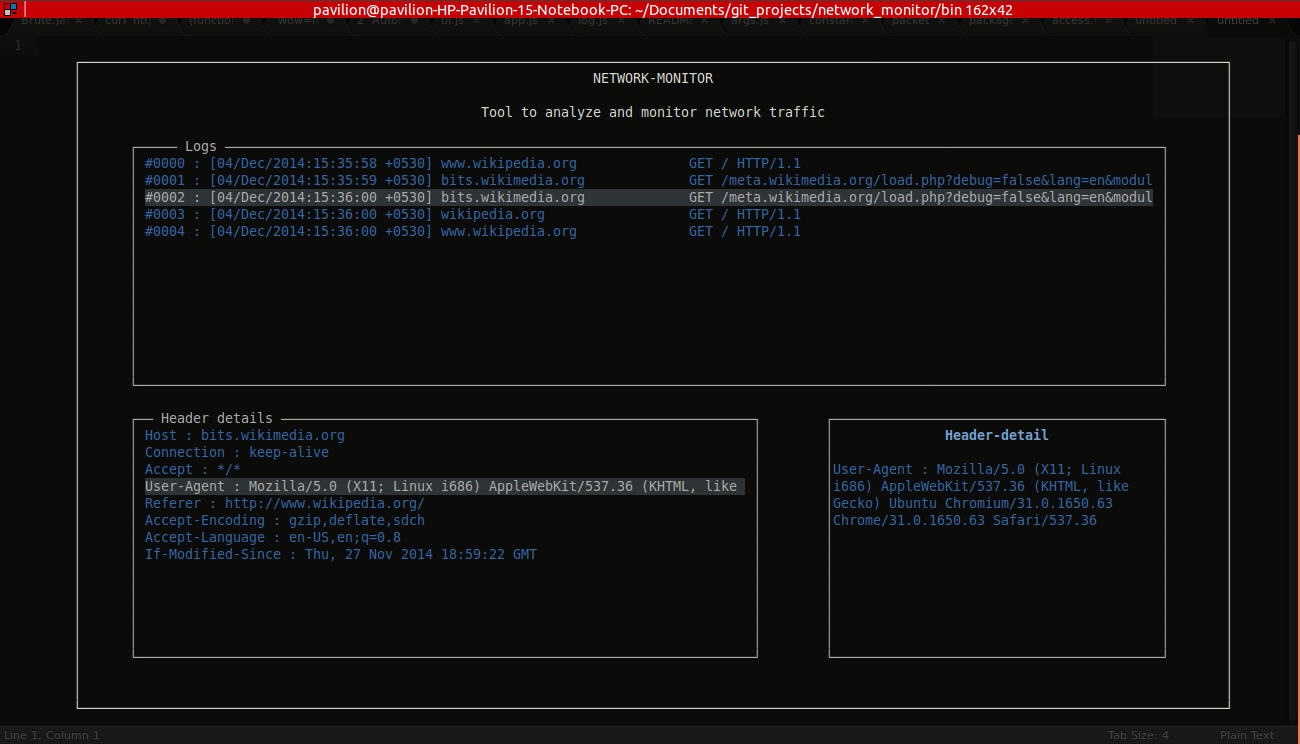 pavilion@pavilion-HP-Pavilion-15-Notebook-PC: ~/Documents/git_projects/network_monitor/bin 162x42
Brute.ja ui.js app.js log.js README args.js constan packet packag access. untitled untitled
1
NETWORK-MONITOR
Tool to analyze and monitor network traffic
Logs
#0000 : [04/Dec/2014:15:35:58 +0530] www.wikipedia.org GET / HTTP/1.1
#0001 : [04/Dec/2014:15:35:59 +0530] bits.wikimedia.org GET /meta.wikimedia.org/load.php?debug=false&lang=en&modul
#0002 : [04/Dec/2014:15:36:00 +0530] bits.wikimedia.org GET /meta.wikimedia.org/load.php?debug=false&lang=en&modul
#0003 : [04/Dec/2014:15:36:00 +0530] wikipedia.org GET / HTTP/1.1
#0004 : [04/Dec/2014:15:36:00 +0530] www.wikipedia.org GET / HTTP/1.1
Header details
Host : bits.wikimedia.org
Connection : keep-alive
Accept : */*
User-Agent : Mozilla/5.0 (X11; Linux i686) AppleWebKit/537.36 (KHTML, like
Referer : http://www.wikipedia.org/
Accept-Encoding : gzip,deflate,sdch
Accept-Language : en-US,en;q=0.8
If-Modified-Since : Thu, 27 Nov 2014 18:59:22 GMT
Header-detail
User-Agent : Mozilla/5.0 (X11; Linux
i686) AppleWebKit/537.36 (KHTML, like
Gecko) Ubuntu Chromium/31.0.1650.63
Chrome/31.0.1650.63 Safari/537.36
Line 1, Column 1
Tab Size: 4
Plain Text